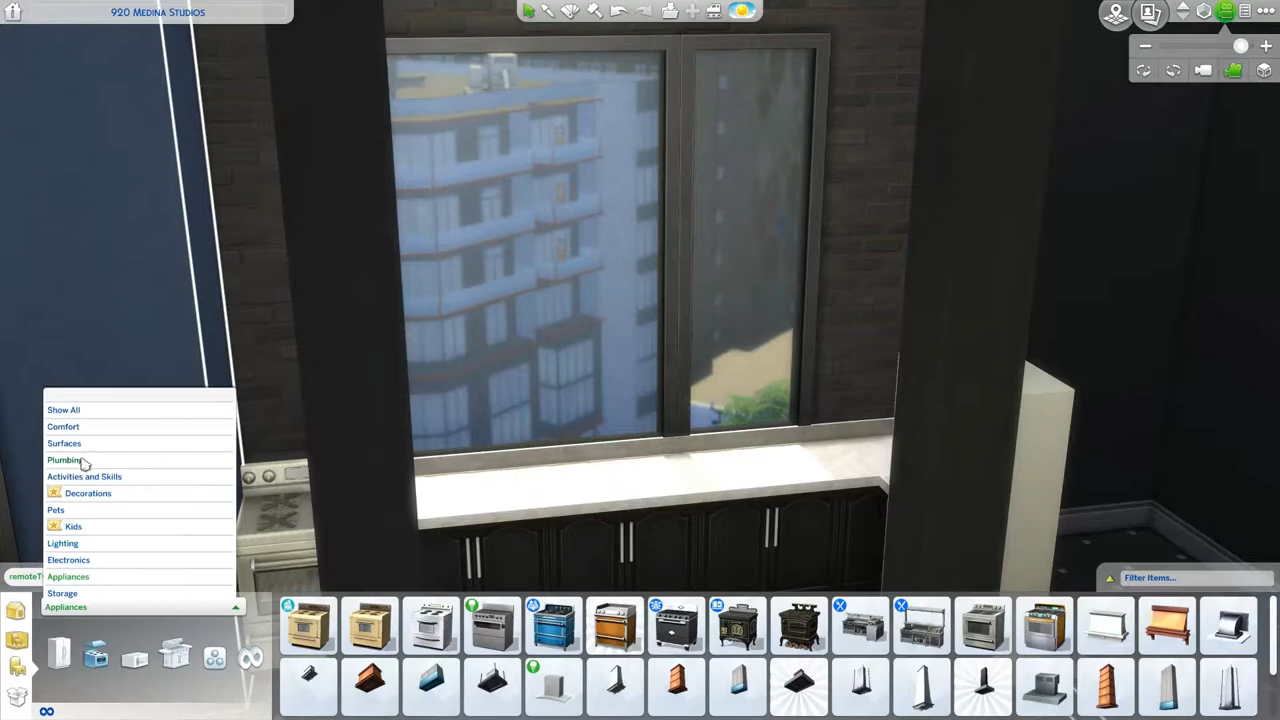 920 Medina Studios
Show All
Comfort
Surfaces
Plumbing
Activities and Skills
Decorations
Pets
Kids
Lighting
Electronics
remoteT
Appliances
Storage
Appliances
Filter Items...